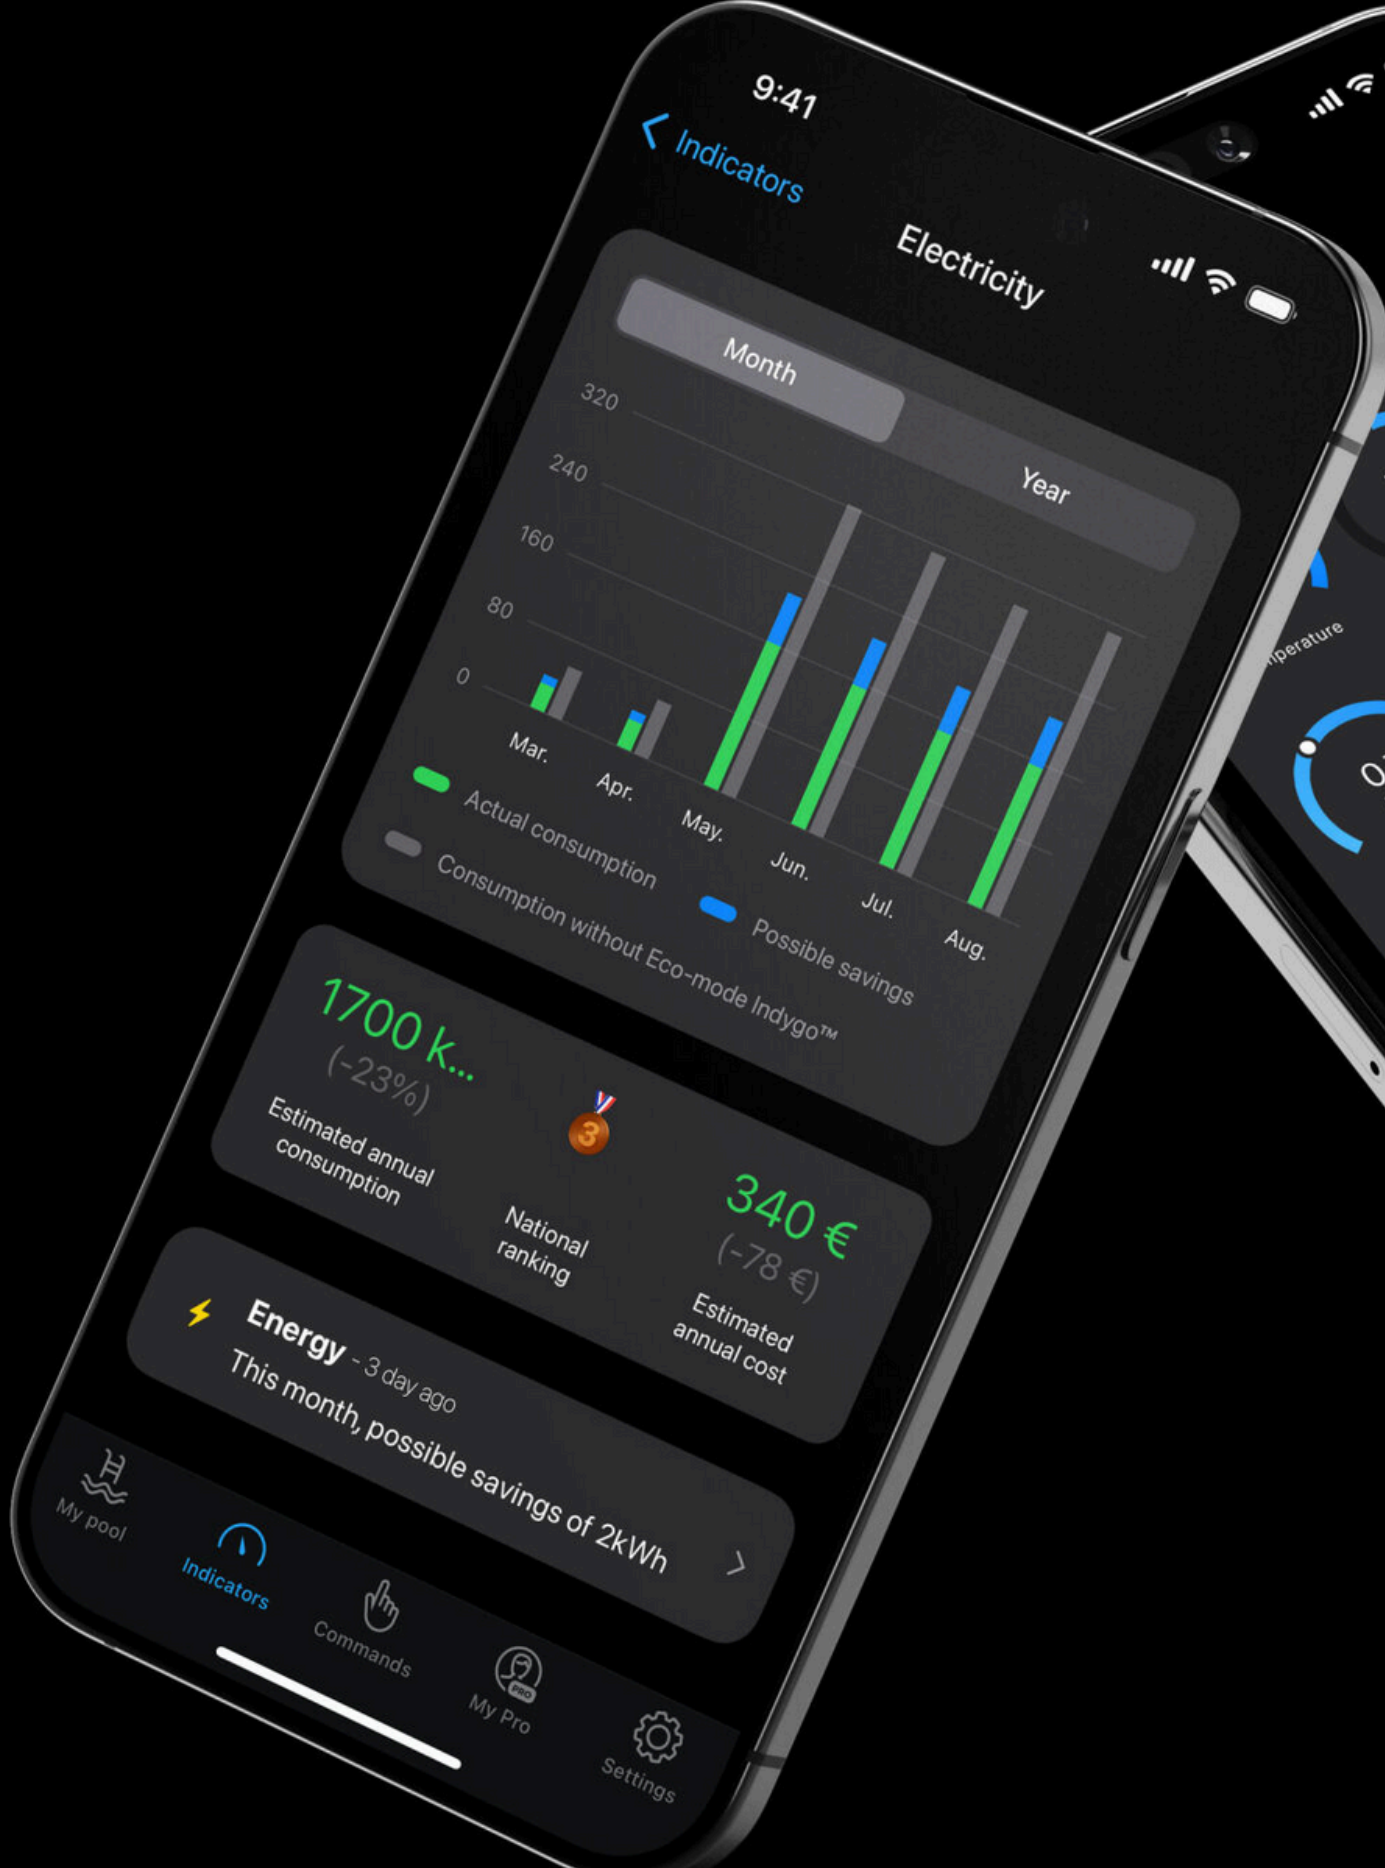 9:41
Indicators
Electricity
Month
Year
320
240
160
80
0
Mar.
Apr.
May.
Jun.
Jul.
Aug.
Actual consumption
Possible savings
Consumption without Eco-mode Indygo™
1700 k...
(-23%)
Estimated annual
consumption
3
National
ranking
340 €
(-78 €)
Estimated
annual cost
Energy - 3 day ago
This month, possible savings of 2kWh
My pool
Indicators
Commands
PRO
My Pro
Settings